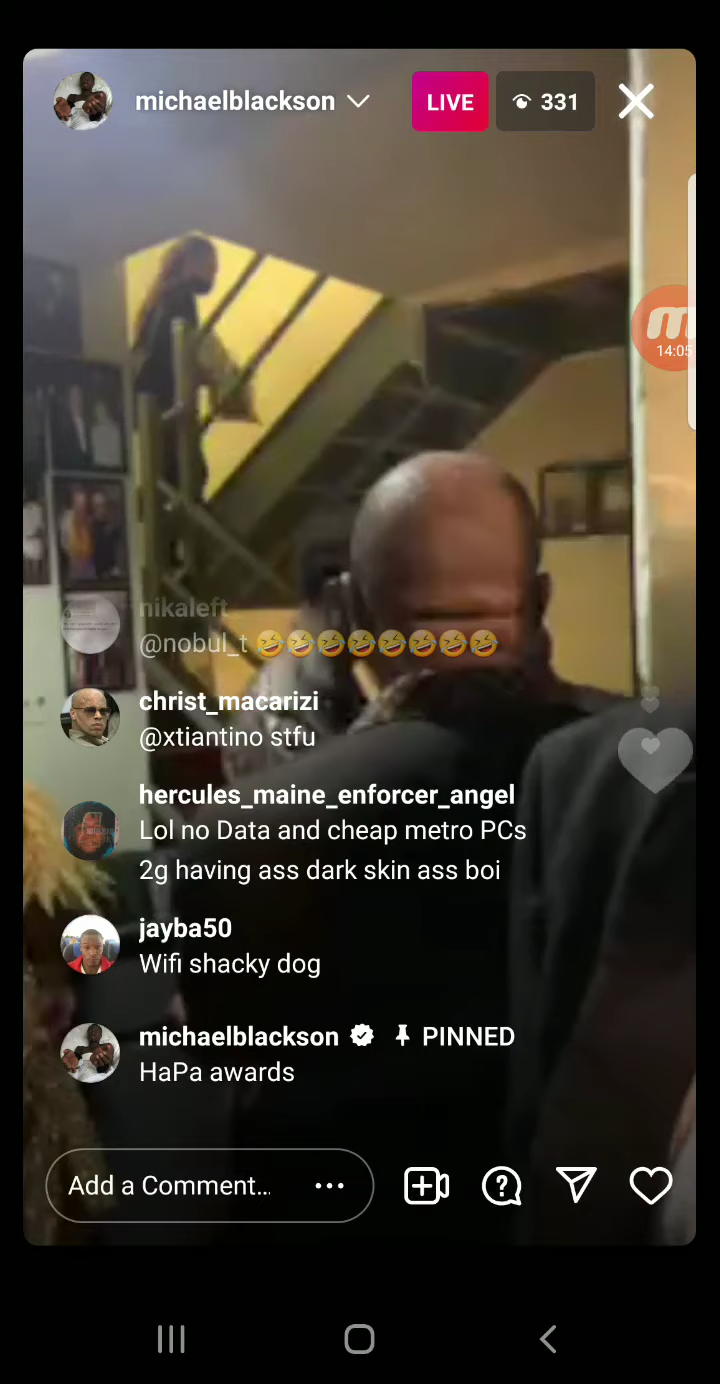 michaelblackson
LIVE
331
14:05
nikaleft
@nobul_t 🤣🤣🤣🤣🤣🤣🤣🤣
christ_macarizi
@xtiantino stfu
hercules_maine_enforcer_angel
Lol no Data and cheap metro PCs
2g having ass dark skin ass boi
jayba50
Wifi shacky dog
michaelblackson PINNED
HaPa awards
Add a Comment...